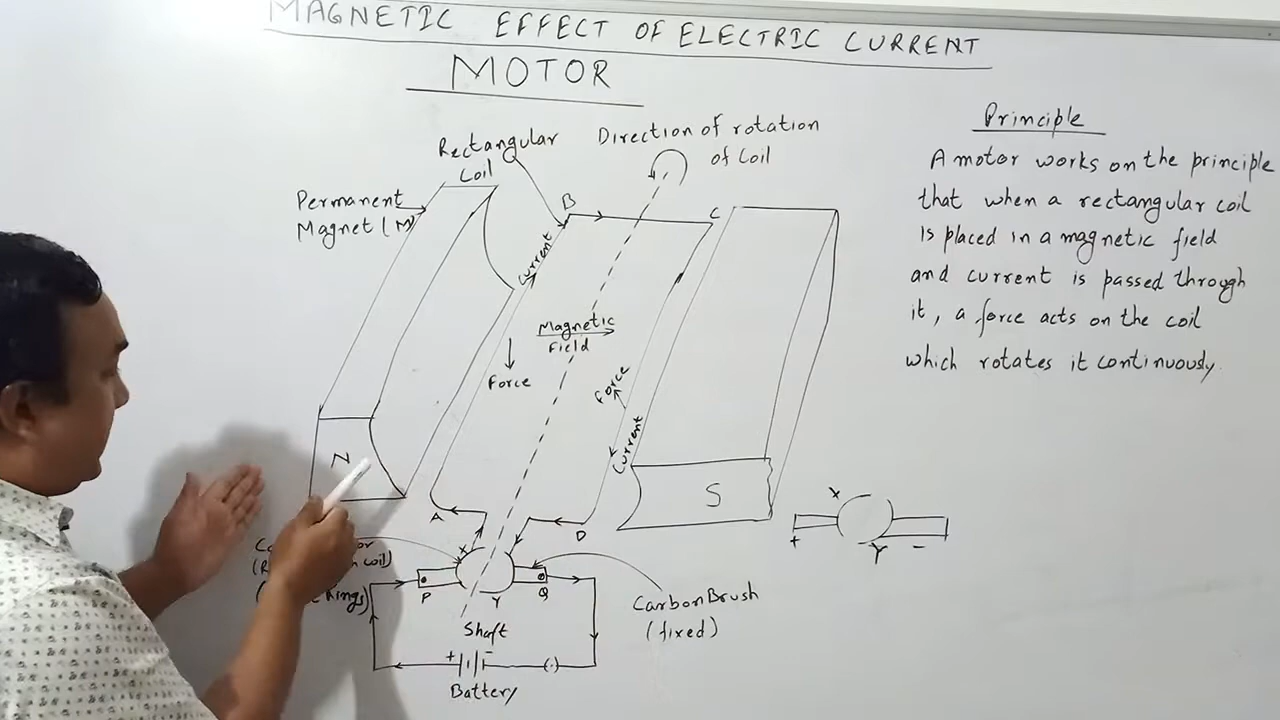 MAGNETIC EFFECT OF ELECTRIC CURRENT
MOTOR
Rectangular
Coil
Direction of rotation
of Coil
Permanent
Magnet (M)
B
C
Current
Magnetic
Field
Force
Force
Current
N
S
A
D
X
P
Y
Q
Shaft
Carbon Brush
(fixed)
+
-
Battery
Principle
A motor works on the principle
that when a rectangular coil
is placed in a magnetic field
and current is passed through
it, a force acts on the coil
which rotates it continuously.
X
+
Y
-